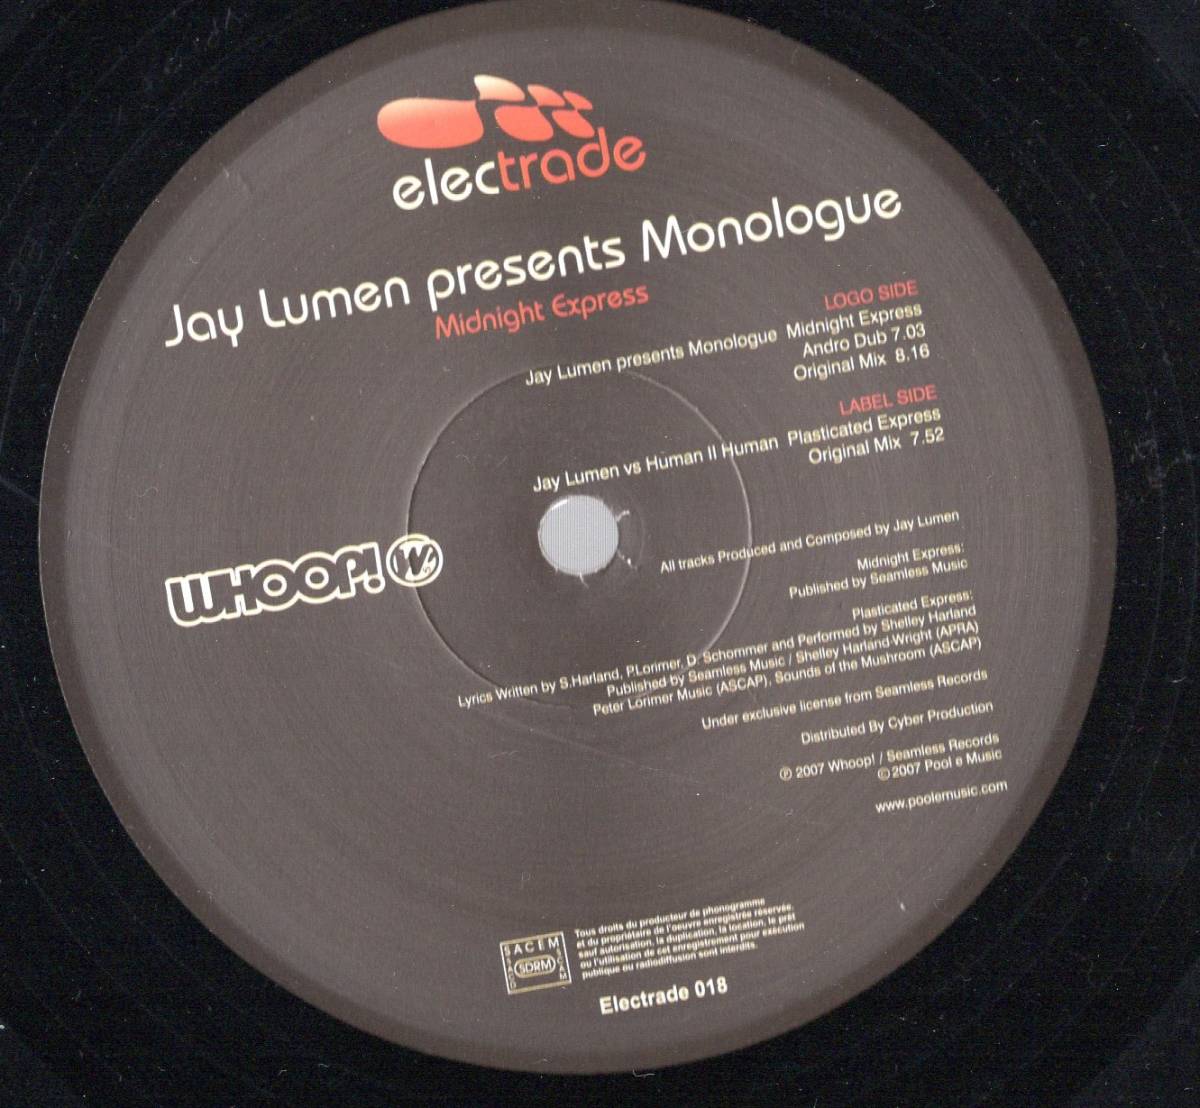 electrade
Jay Lumen presents Monologue
Midnight Express
LOGO SIDE
Jay Lumen presents Monologue Midnight Express
Andro Dub 7.03
Original Mix 8.16
LABEL SIDE
Jay Lumen vs Human II Human Plasticated Express
Original Mix 7.52
WHOOP! W!
All tracks Produced and Composed by Jay Lumen
Midnight Express:
Published by Seamless Music
Plasticated Express:
Lyrics Written by S.Harland, P.Lorimer, D. Schommer and Performed by Shelley Harland
Published by Seamless Music / Shelley Harland-Wright (APRA)
Peter Lorimer Music (ASCAP), Sounds of the Mushroom (ASCAP)
Under exclusive license from Seamless Records
Distributed By Cyber Production
℗ 2007 Whoop! / Seamless Records
©2007 Pool e Music
www.poolemusic.com
SACEM
SDRM
SACD
SCAM
Tous droits du producteur de phonogramme
et du propriétaire de l'oeuvre enregistrée réservée,
sauf autorisation, la duplication, la location, le prêt
ou l'utilisation de cet enregistrement pour exécution
publique ou radiodiffusion sont interdits.
Electrade 018